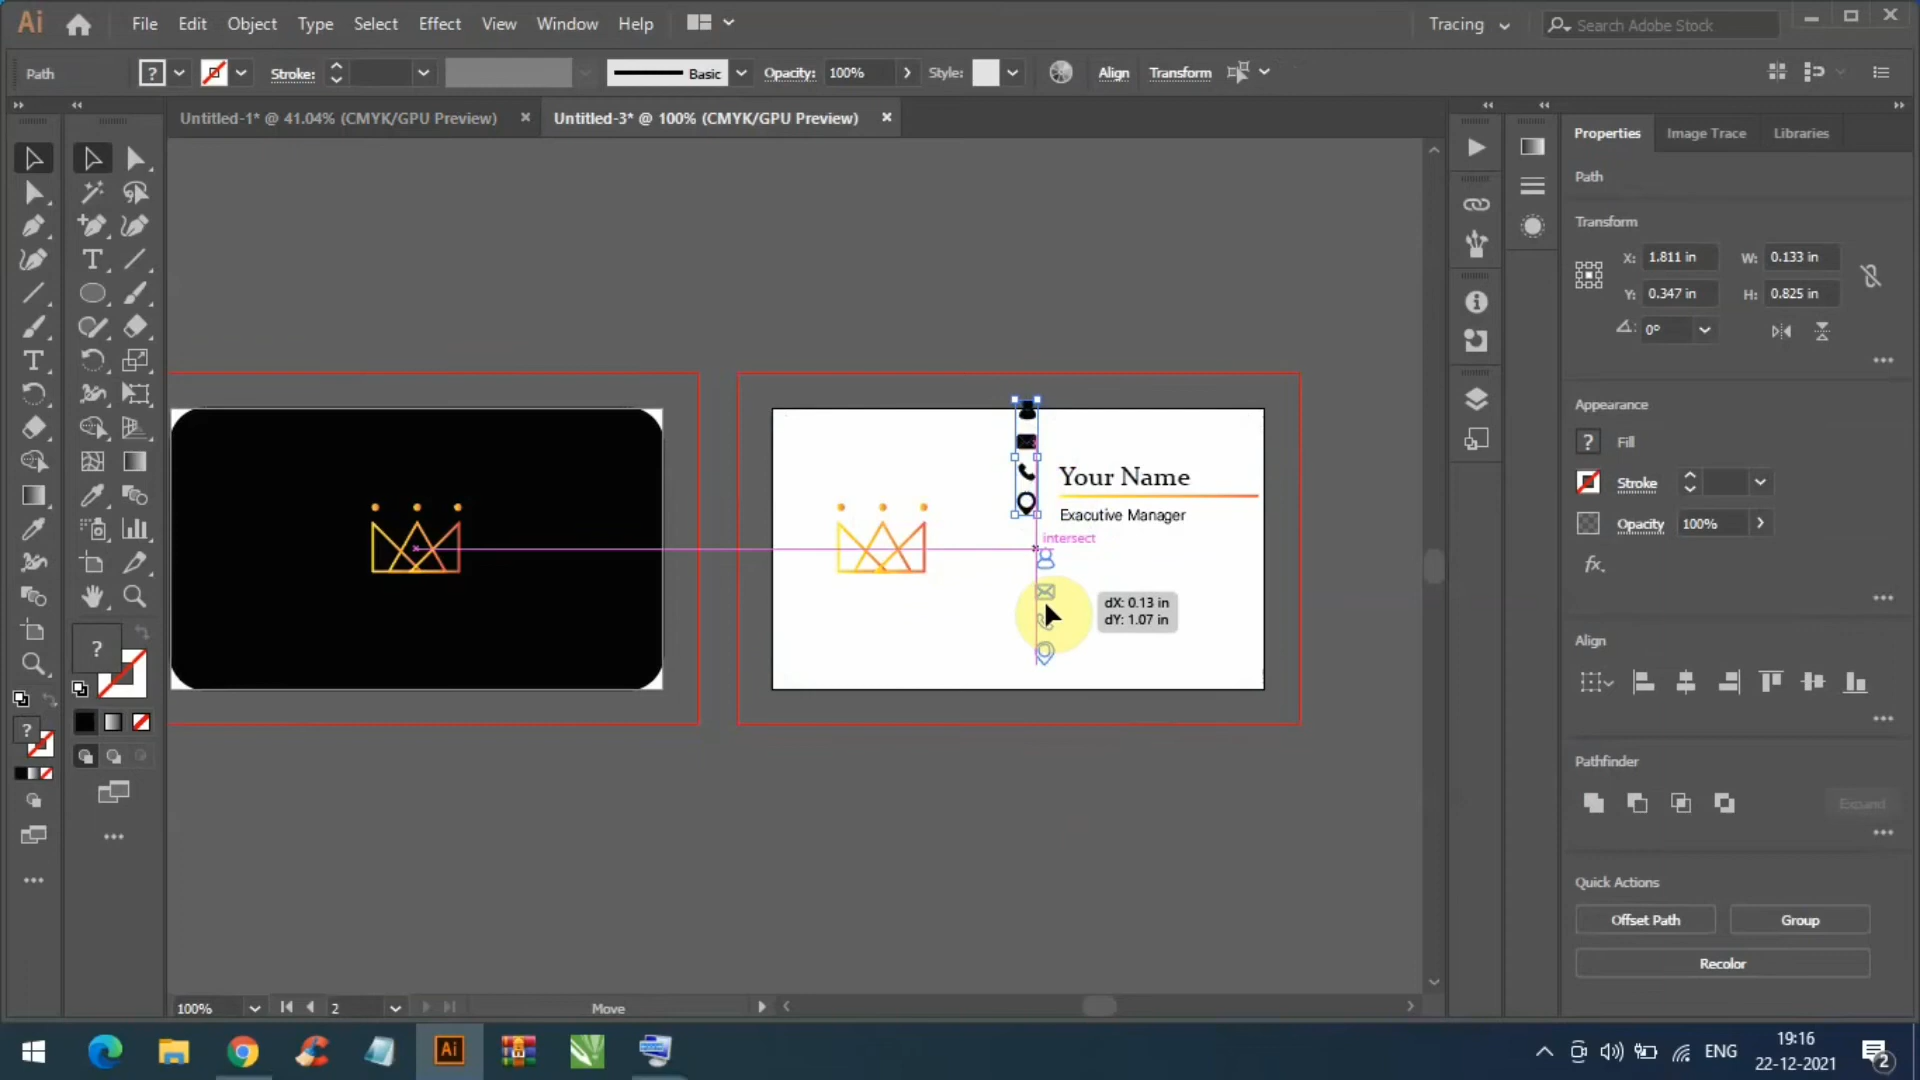 Ai File Edit Object Type Select Effect View Window Help Tracing Search Adobe Stock
Path ? Stroke: Basic Opacity: 100% Style: Align Transform
Untitled-1* @ 41.04% (CMYK/GPU Preview) × Untitled-3* @ 100% (CMYK/GPU Preview) ×
Properties Image Trace Libraries
Path
Transform
X: 1.811 in W: 0.133 in
Y: 0.347 in H: 0.825 in
0°
Appearance
? Fill
Stroke
Opacity 100%
fx.
Align
Pathfinder
Expand
Quick Actions
Offset Path Group
Recolor
Your Name
Exacutive Manager
intersect
dX: 0.13 in
dY: 1.07 in
?
?
100% 2 Move
Ai
ENG
19:16
22-12-2021
2